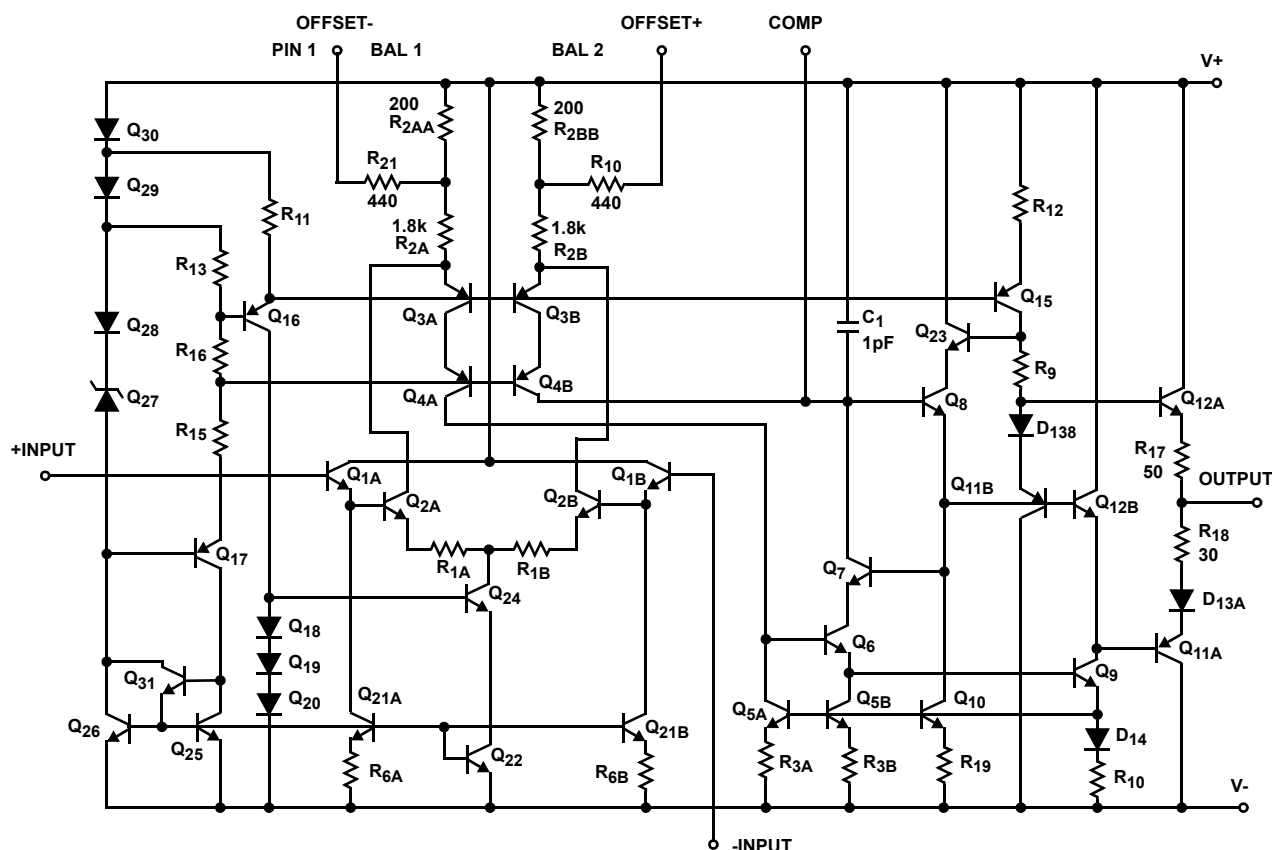 OFFSET- OFFSET+ COMP
PIN 1 BAL 1 BAL 2
V+
200
R2AA
200
R2BB
Q30
R21
440
R10
440
Q29
R11
1.8k
R2A
1.8k
R2B
R12
R13
Q16
Q3A
Q3B
Q15
Q28
C1
1pF
Q23
R16
R9
Q27
Q4A
Q4B
Q8
Q12A
R15
D138
+INPUT
R17
50
OUTPUT
Q1A
Q2A
Q2B
Q1B
Q11B
Q12B
Q17
R1A
R1B
R18
30
Q7
Q24
D13A
Q18
Q6
Q11A
Q19
Q31
Q9
Q20
Q21A
Q5A
Q5B
Q10
Q26
Q25
Q21B
D14
Q22
R6A
R6B
R3A
R3B
R19
R10
V-
-INPUT